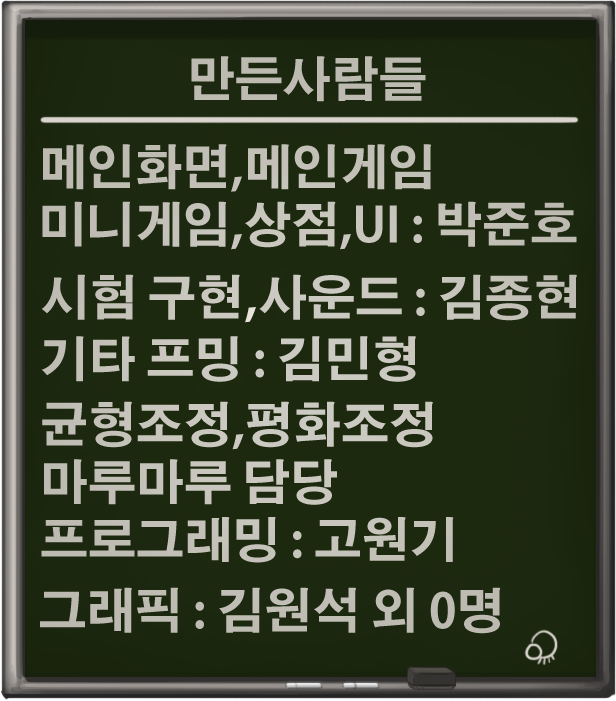 만든사람들
메인화면,메인게임
미니게임,상점,UI : 박준호
시험 구현,사운드 : 김종현
기타 프밍 : 김민형
균형조정,평화조정
마루마루 담당
프로그래밍 : 고원기
그래픽 : 김원석 외 0명